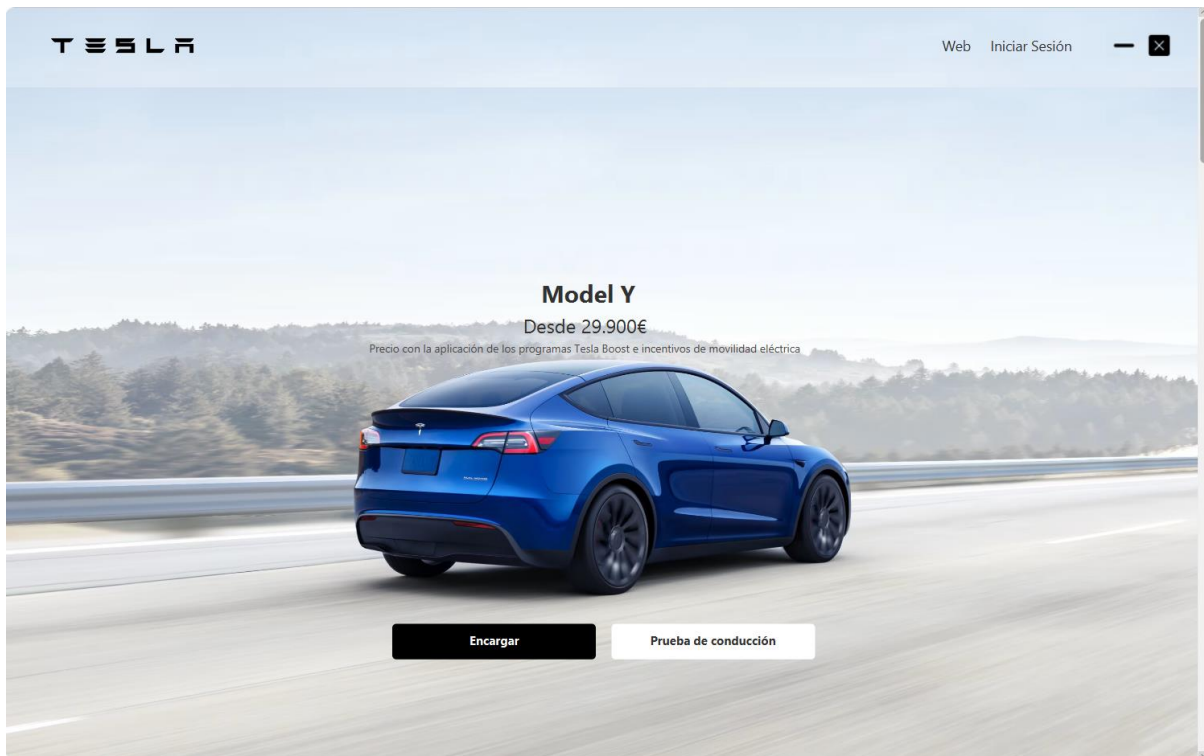 TESLA
Web Iniciar Sesión
Model Y
Desde 29.900€
Precio con la aplicación de los programas Tesla Boost e incentivos de movilidad eléctrica
Encargar
Prueba de conducción